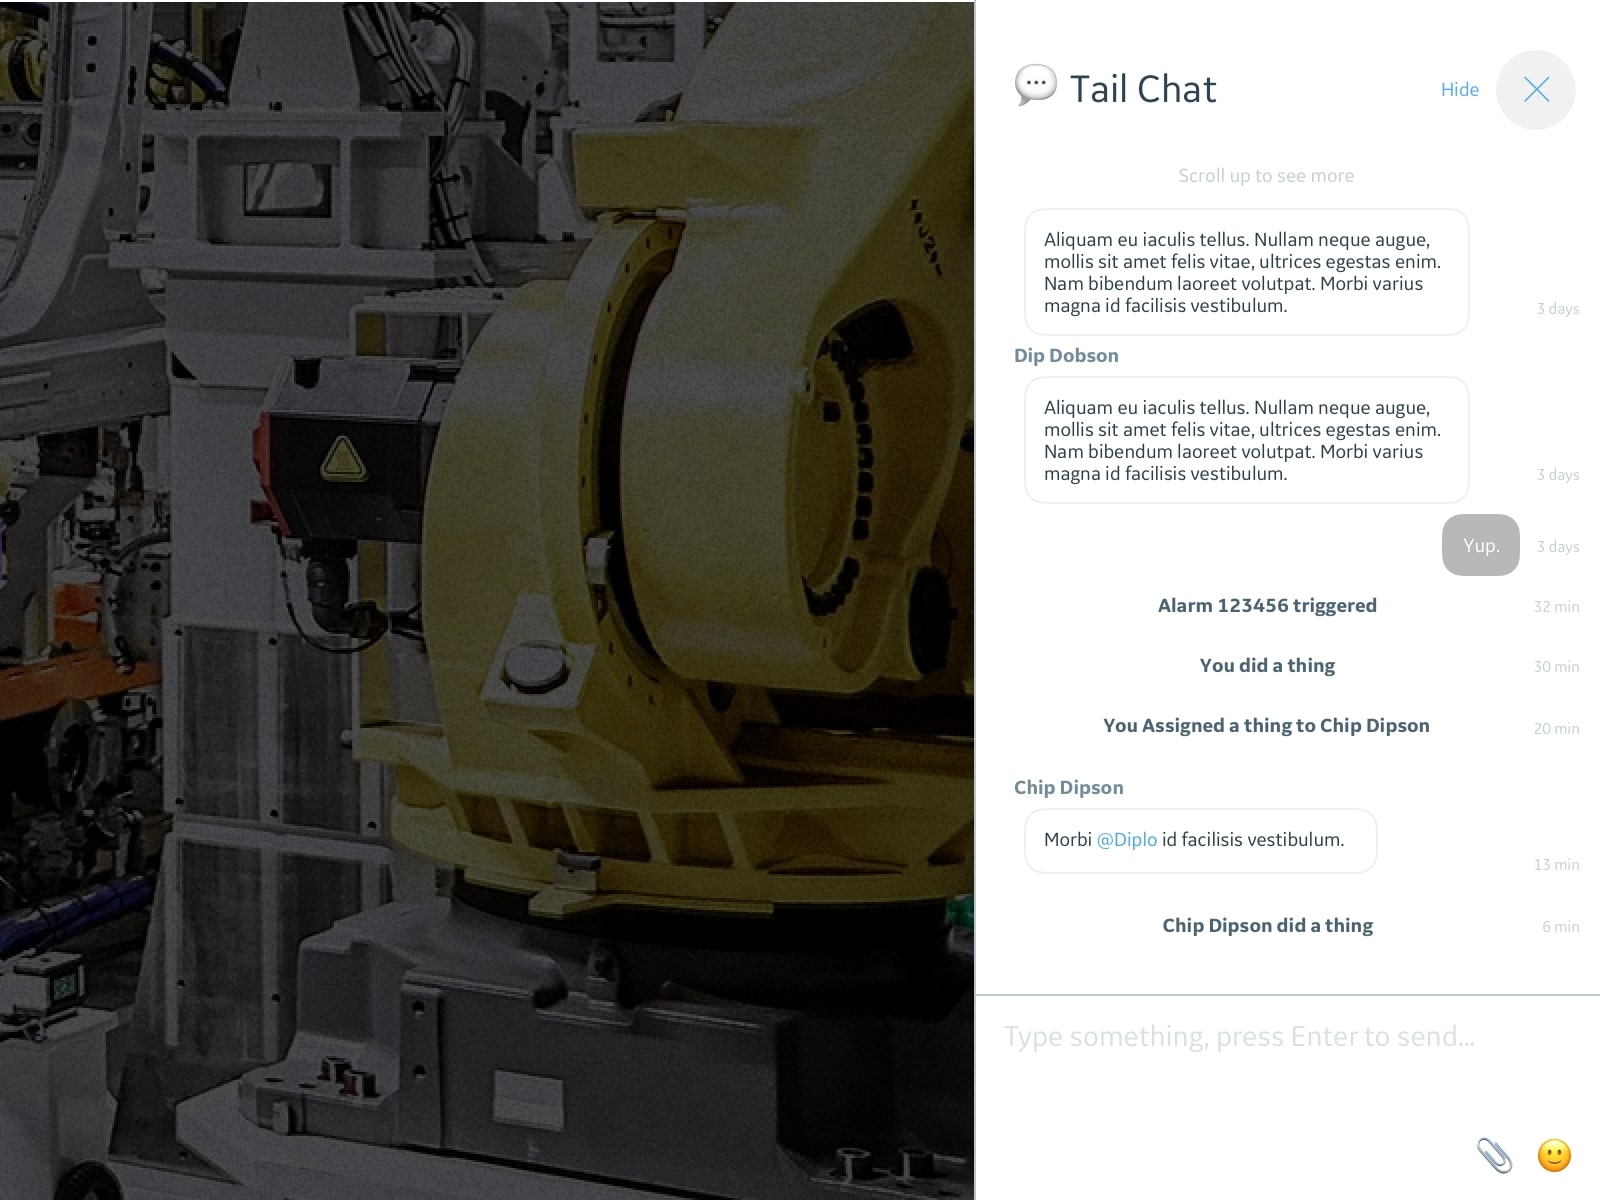 Tail Chat
Hide
Scroll up to see more
Aliquam eu iaculis tellus. Nullam neque augue,
mollis sit amet felis vitae, ultrices egestas enim.
Nam bibendum laoreet volutpat. Morbi varius
magna id facilisis vestibulum.
3 days
Dip Dobson
Aliquam eu iaculis tellus. Nullam neque augue,
mollis sit amet felis vitae, ultrices egestas enim.
Nam bibendum laoreet volutpat. Morbi varius
magna id facilisis vestibulum.
3 days
Yup.
3 days
Alarm 123456 triggered
32 min
You did a thing
30 min
You Assigned a thing to Chip Dipson
20 min
Chip Dipson
Morbi @Diplo id facilisis vestibulum.
13 min
Chip Dipson did a thing
6 min
Type something, press Enter to send...